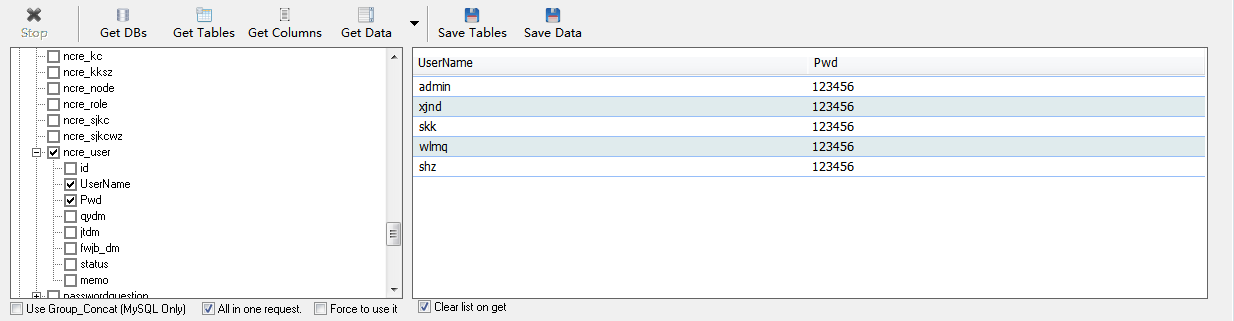 Stop Get DBs Get Tables Get Columns Get Data Save Tables Save Data
ncre_kc
ncre_kksz
ncre_node
ncre_role
ncre_sjkc
ncre_sjkcwz
ncre_user
id
UserName
Pwd
qydm
jtdm
fwjb_dm
status
memo
passwordquestion
Use Group_Concat (MySQL Only) All in one request. Force to use it
UserName Pwd
admin 123456
xjnd 123456
skk 123456
wlmq 123456
shz 123456
Clear list on get